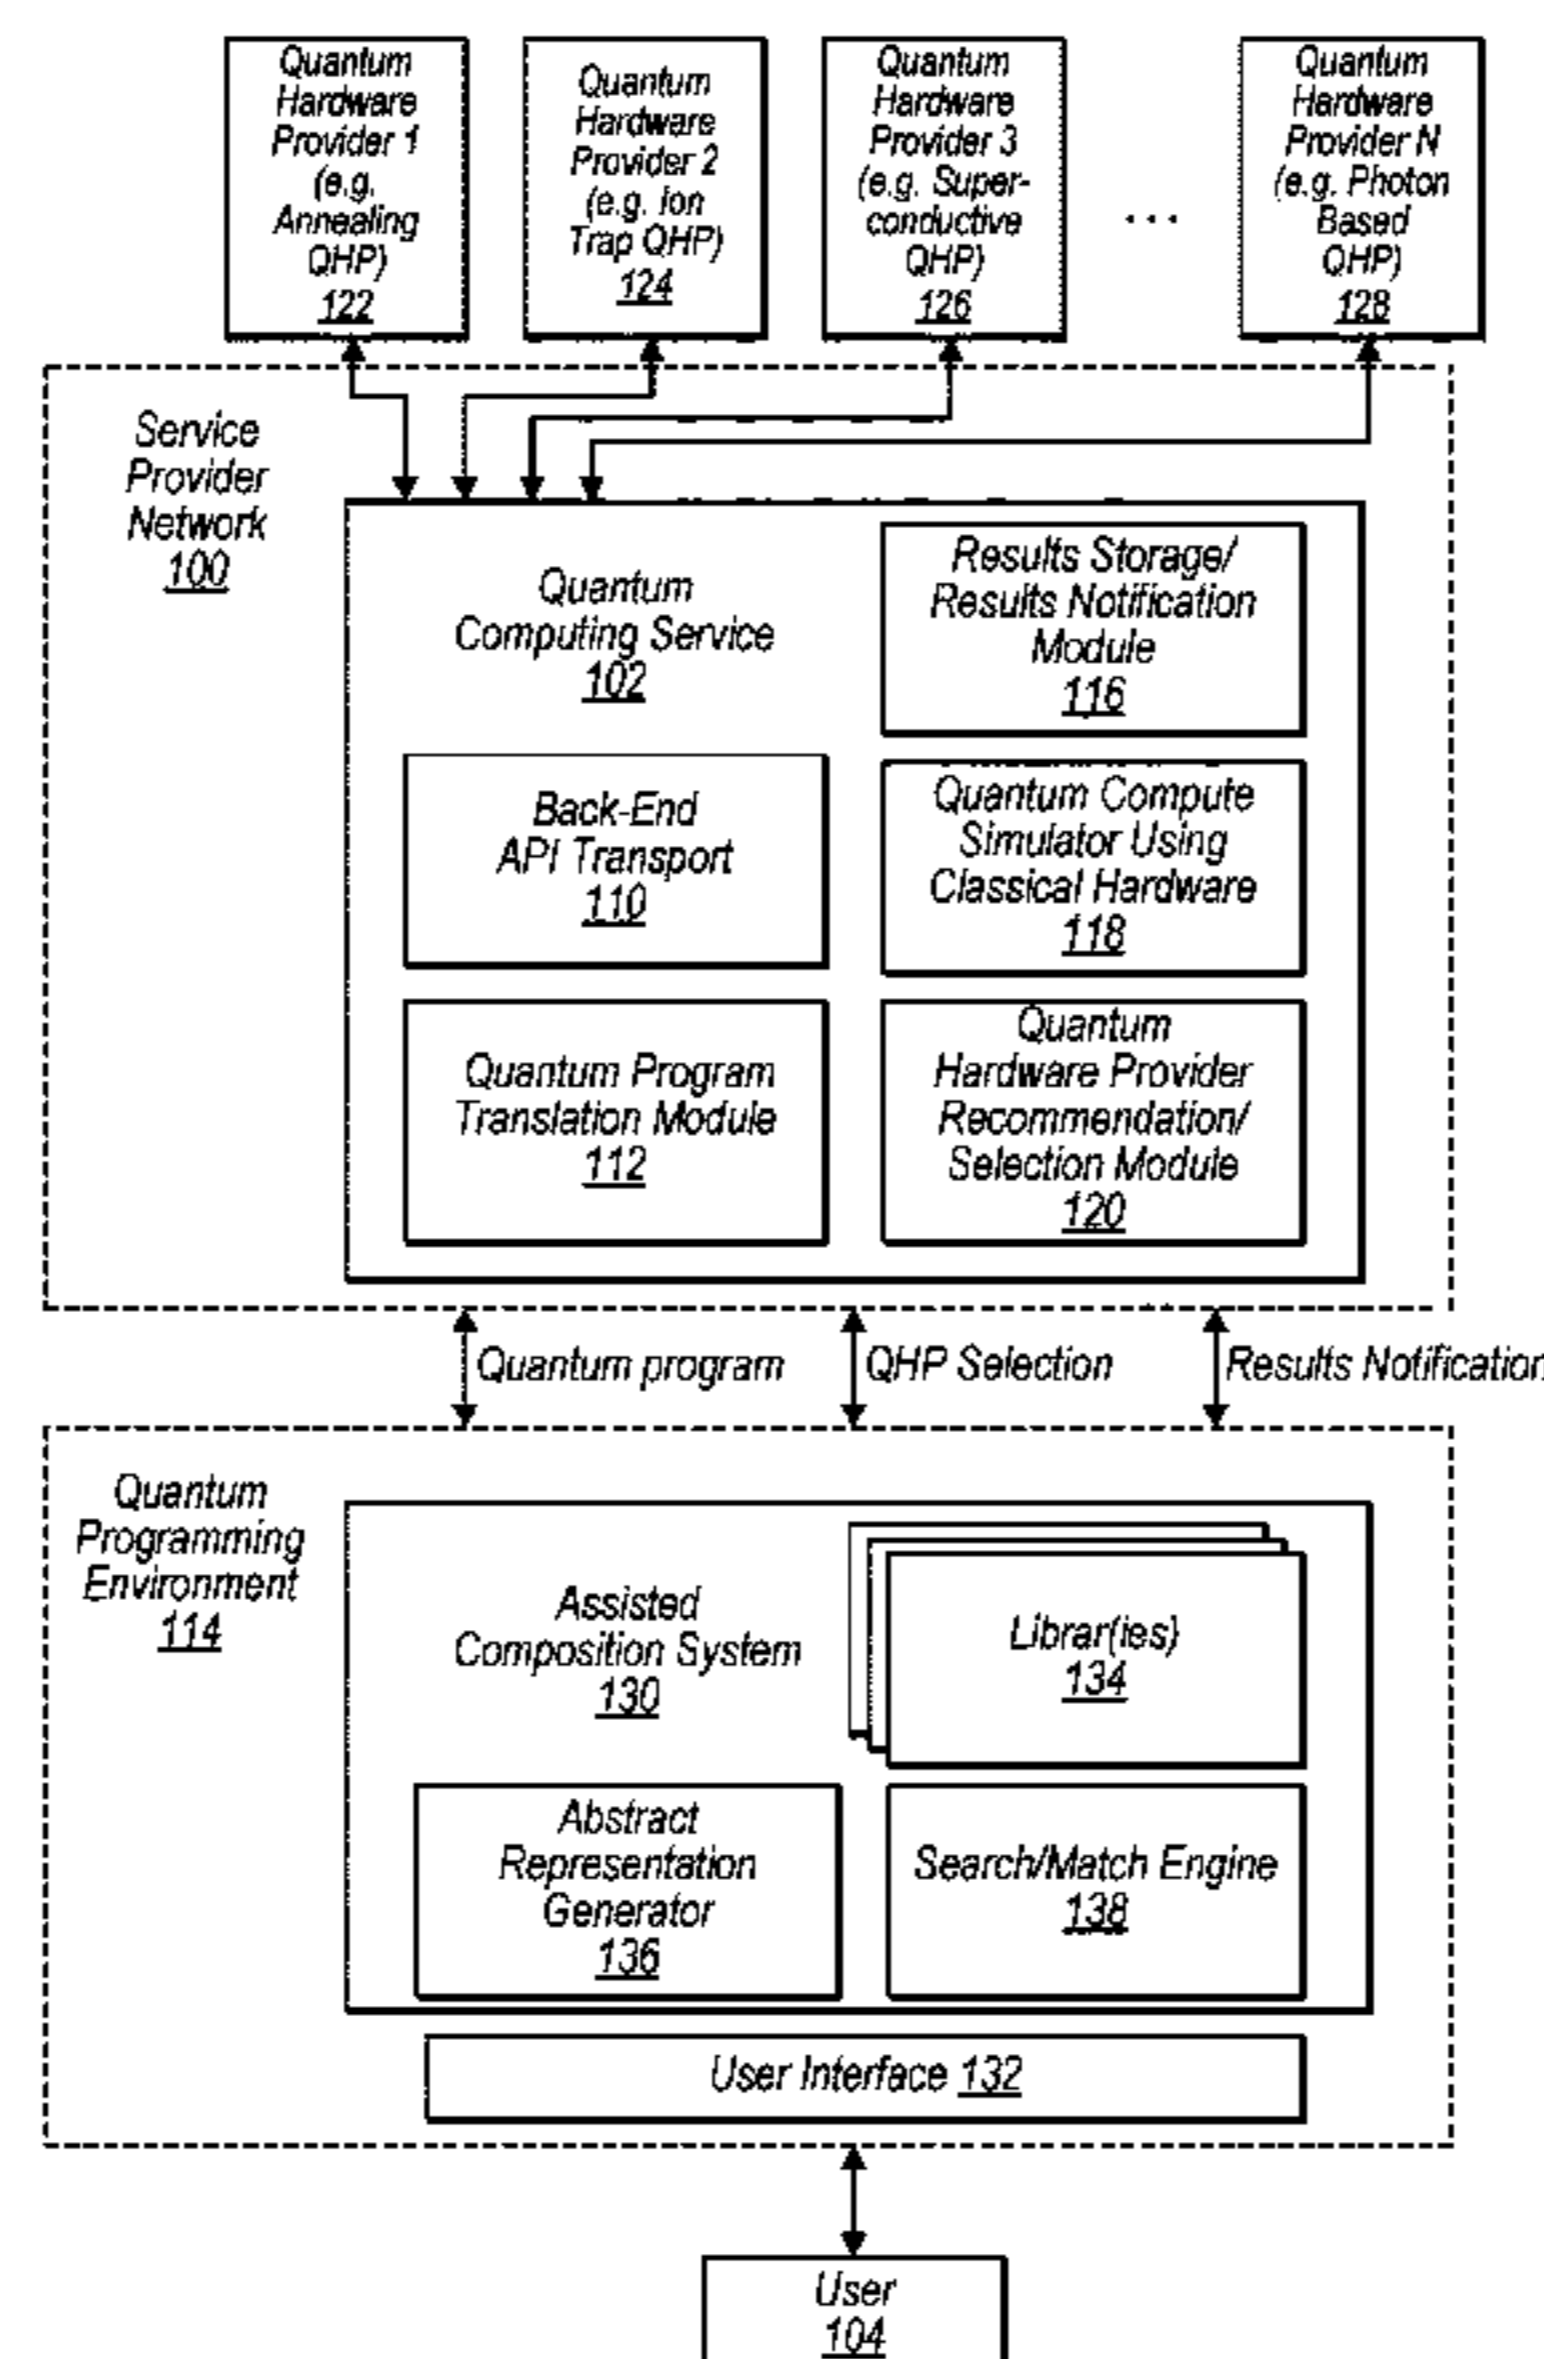 Quantum
Hardware
Provider 1
(e.g.
Annealing
QHP)
122
Quantum
Hardware
Provider 2
(e.g. Ion
Trap QHP)
124
Quantum
Hardware
Provider 3
(e.g. Super-
conductive
QHP)
126
...
Quantum
Hardware
Provider N
(e.g. Photon
Based
QHP)
128
Service
Provider
Network
100
Quantum
Computing Service
102
Results Storage/
Results Notification
Module
116
Back-End
API Transport
110
Quantum Compute
Simulator Using
Classical Hardware
118
Quantum Program
Translation Module
112
Quantum
Hardware Provider
Recommendation/
Selection Module
120
Quantum program
QHP Selection
Results Notification
Quantum
Programming
Environment
114
Assisted
Composition System
130
Librar(ies)
134
Abstract
Representation
Generator
136
Search/Match Engine
138
User Interface 132
User
104